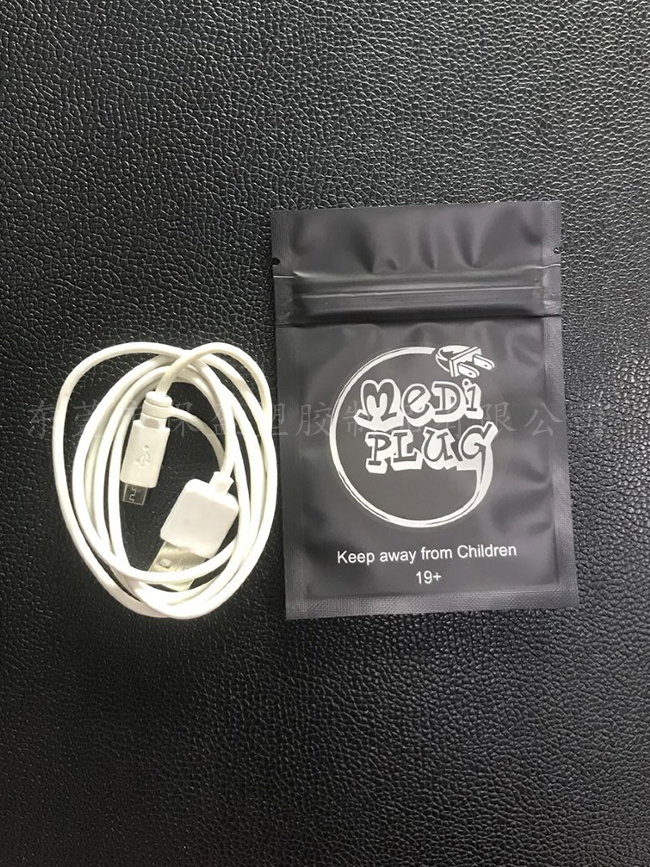 MeDi
PLUG
Keep away from Children
19+